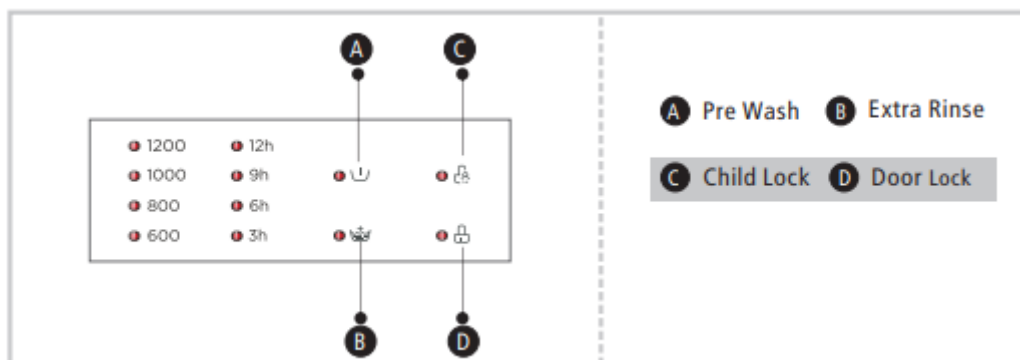 A C
A Pre Wash B Extra Rinse
C Child Lock D Door Lock
1200 12h
1000 9h
800 6h
600 3h
B D